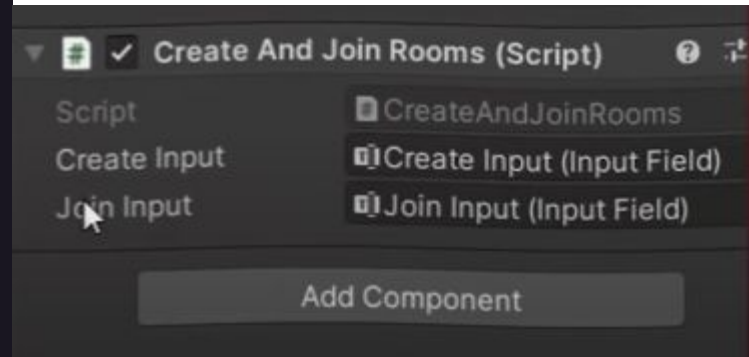 Create And Join Rooms (Script)
Script CreateAndJoinRooms
Create Input Create Input (Input Field)
Join Input Join Input (Input Field)
Add Component